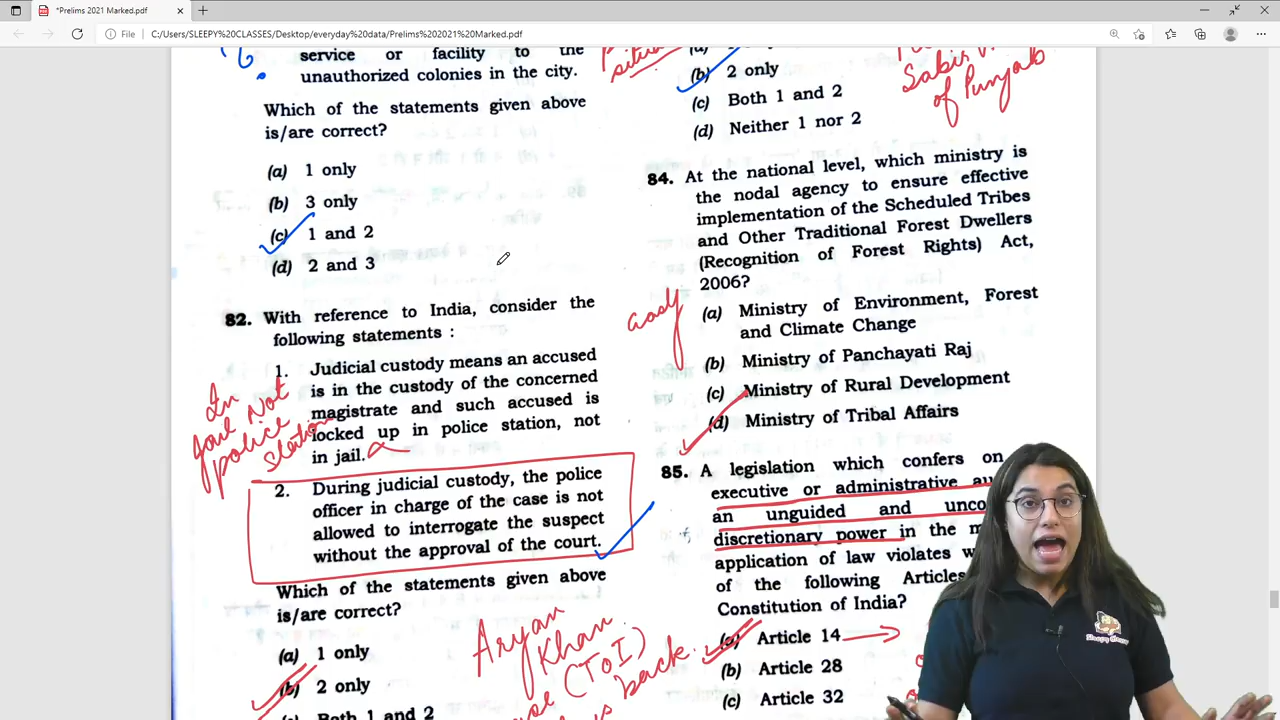 *Prelims 2021 Marked.pdf
File
C:/Users/SLEEPY%20CLASSES/Desktop/everyday%20data/Prelims%202021%20Marked.pdf
service or facility to the
unauthorized colonies in the city.
Which of the statements given above
is/are correct?
(a) 1 only
(b) 3 only
(c) 1 and 2
(d) 2 and 3
82. With reference to India, consider the
following statements :
1. Judicial custody means an accused
is in the custody of the concerned
magistrate and such accused is
locked up in police station, not
in jail.
In
jail Not
police
station
2. During judicial custody, the police
officer in charge of the case is not
allowed to interrogate the suspect
without the approval of the court.
Which of the statements given above
is/are correct?
(a) 1 only
(b) 2 only
Both 1 and 2
Aryan
Khan
(ToI)
back.
(b) 2 only
(c) Both 1 and 2
(d) Neither 1 nor 2
of Punjab
84. At the national level, which ministry is
the nodal agency to ensure effective
implementation of the Scheduled Tribes
and Other Traditional Forest Dwellers
(Recognition of Forest Rights) Act,
2006?
(a) Ministry of Environment, Forest
and Climate Change
(b) Ministry of Panchayati Raj
(c) Ministry of Rural Development
(d) Ministry of Tribal Affairs
85. A legislation which confers on
executive or administrative
an unguided and
discretionary power in the
application of law violates
of the following Articles
Constitution of India?
(a) Article 14
(b) Article 28
(c) Article 32
Sleepy Classes